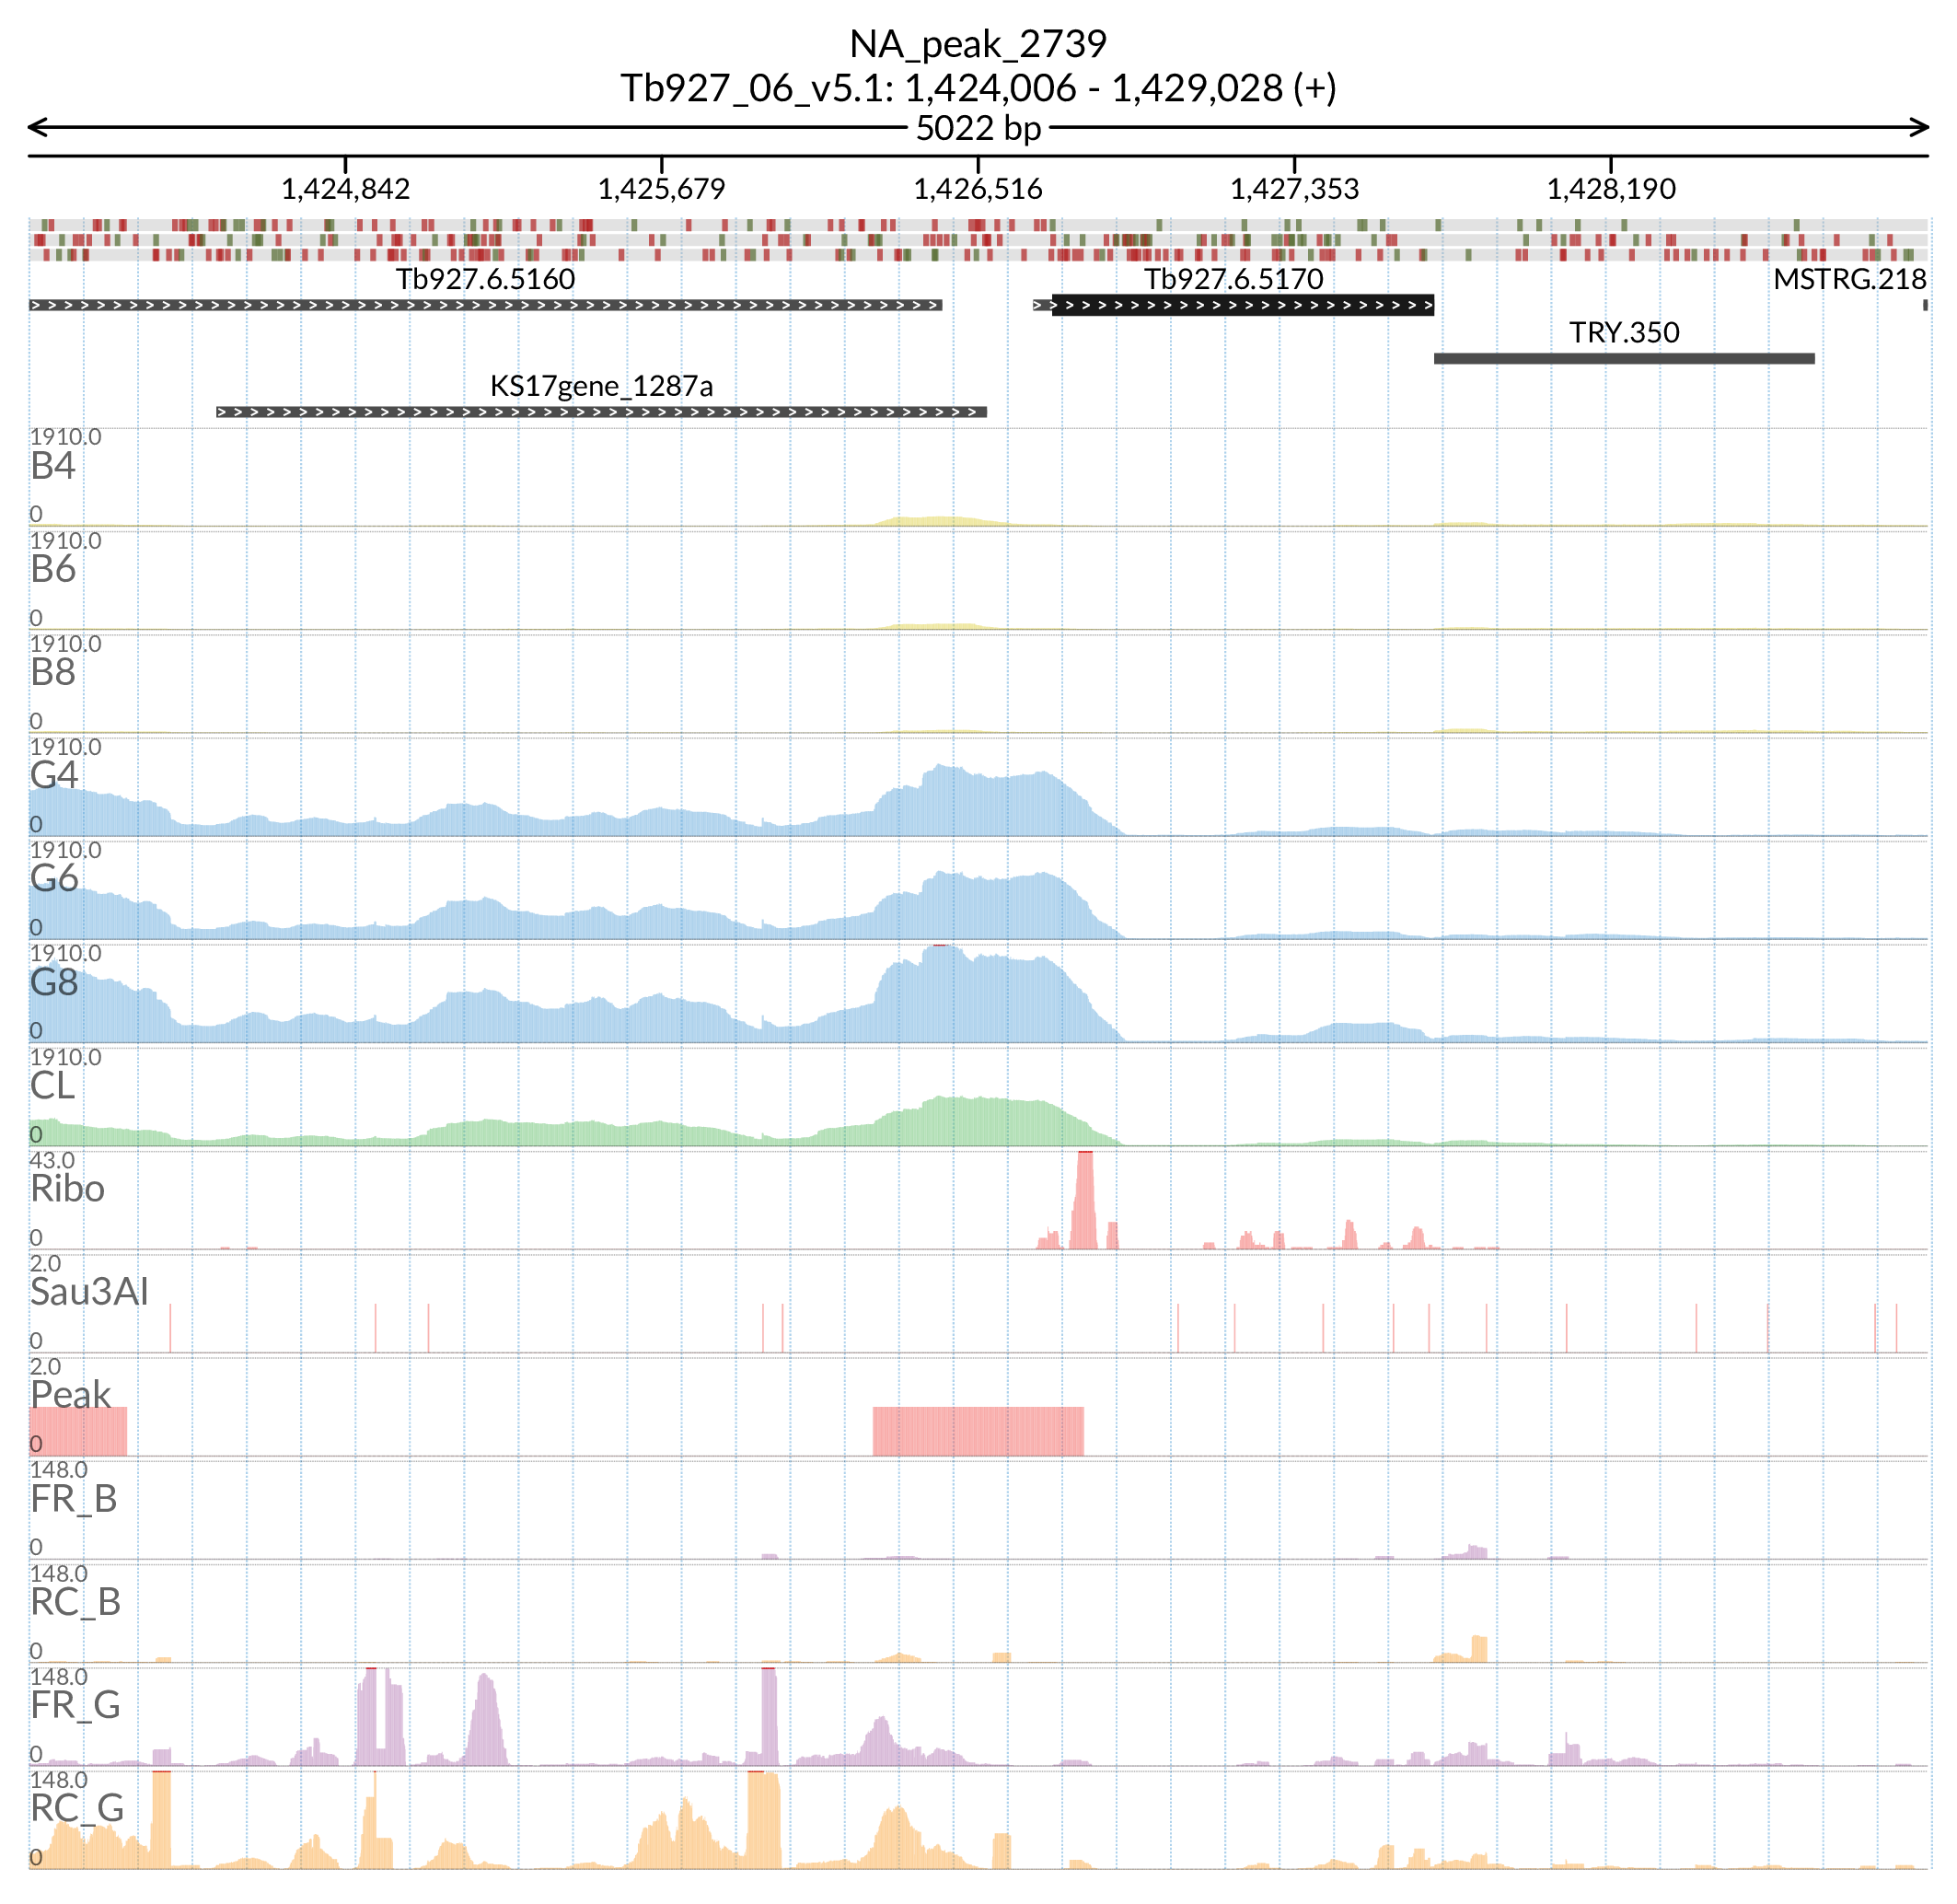 NA_peak_2739
Tb927_06_v5.1: 1,424,006 - 1,429,028 (+)
5022 bp
1,424,842 1,425,679 1,426,516 1,427,353 1,428,190
Tb927.6.5160 Tb927.6.5170 MSTRG.218
TRY.350
KS17gene_1287a
1910.0
B4
0
1910.0
B6
0
1910.0
B8
0
1910.0
G4
0
1910.0
G6
0
1910.0
G8
0
1910.0
CL
0
43.0
Ribo
0
2.0
Sau3AI
0
2.0
Peak
0
148.0
FR_B
0
148.0
RC_B
0
148.0
FR_G
0
148.0
RC_G
0